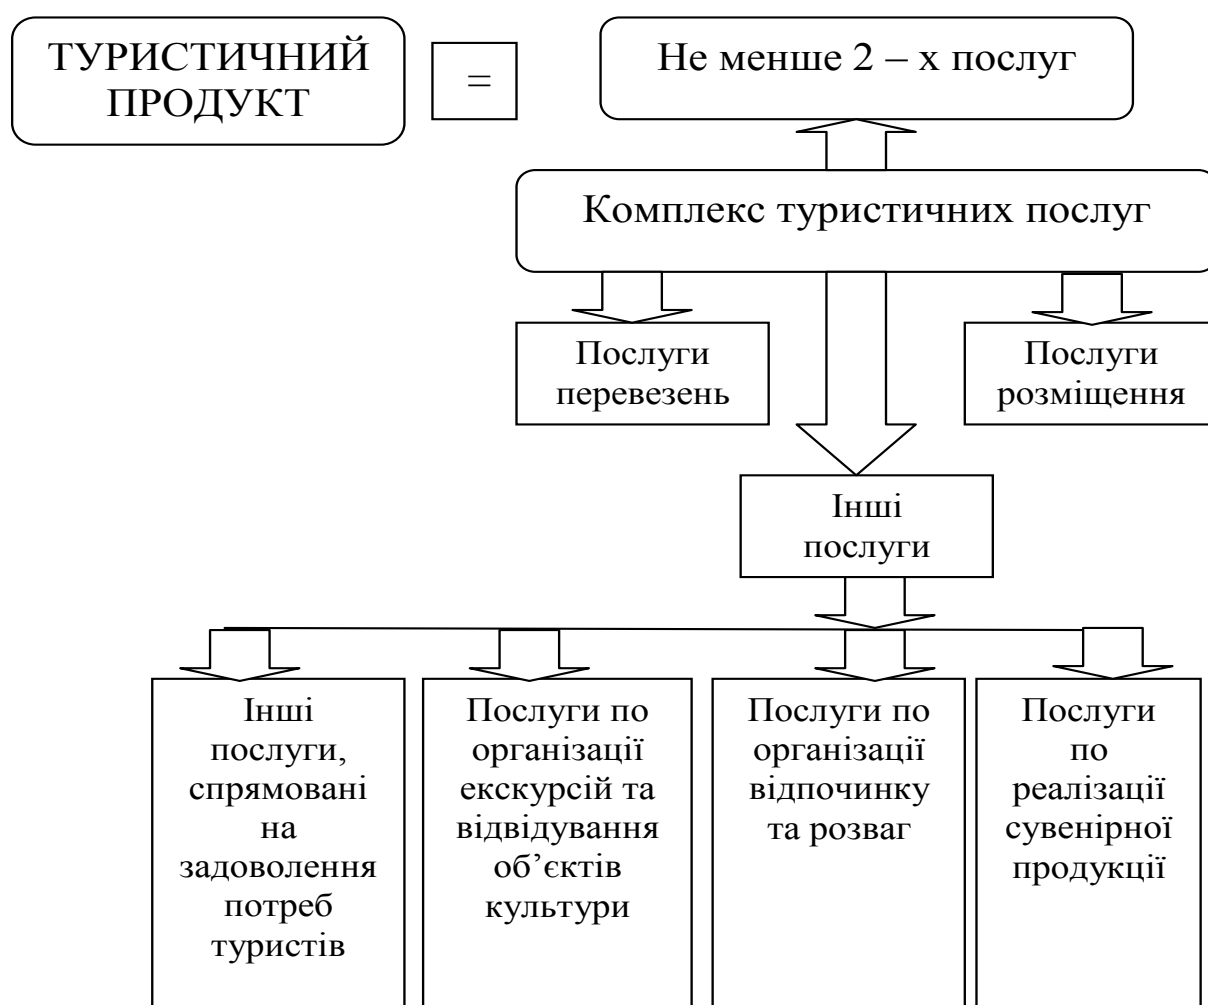 ТУРИСТИЧНИЙ
ПРОДУКТ
=
Не менше 2 – х послуг
Комплекс туристичних послуг
Послуги
перевезень
Послуги
розміщення
Інші
послуги
Інші
послуги,
спрямовані
на
задоволення
потреб
туристів
Послуги по
організації
екскурсій та
відвідування
об’єктів
культури
Послуги по
організації
відпочинку
та розваг
Послуги
по
реалізації
сувенірної
продукції